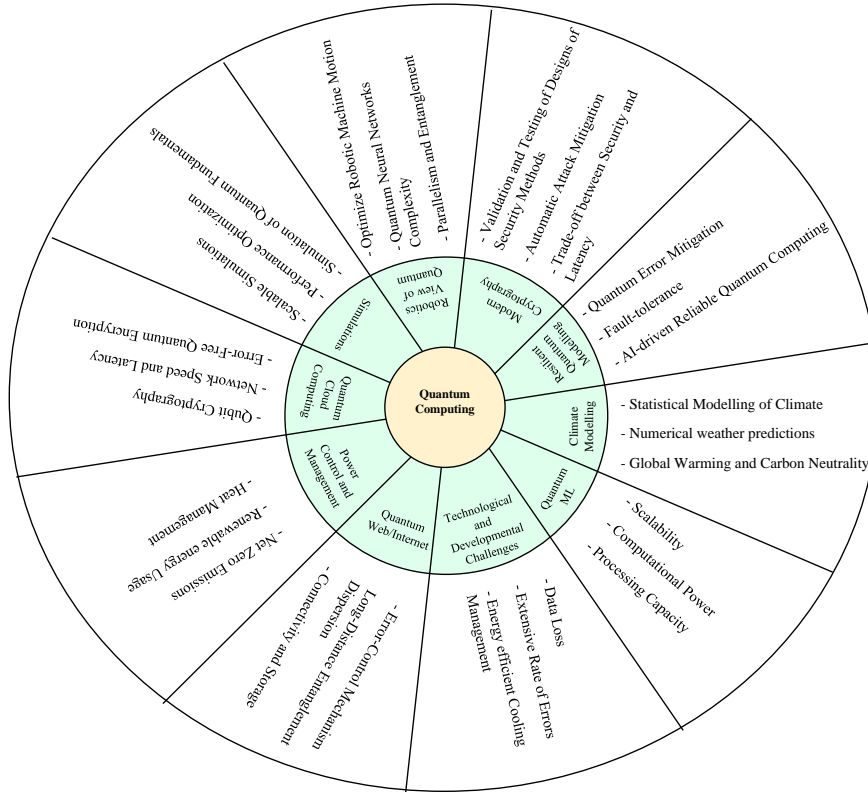 Quantum
Computing
Modern
Cryptography
- Validation and Testing of Designs of
Security Methods
- Automatic Attack Mitigation
- Trade-off between Security and
Latency
Resilient
Quantum
Modelling
- Quantum Error Mitigation
- Fault-tolerance
- AI-driven Reliable Quantum Computing
Climate
Modelling
- Statistical Modelling of Climate
- Numerical weather predictions
- Global Warming and Carbon Neutrality
Quantum
ML
- Scalability
- Computational Power
- Processing Capacity
Technological
and
Developmental
Challenges
- Data Loss
- Extensive Rate of Errors
- Energy efficient Cooling
Management
Quantum
Web/Internet
- Error-Control Mechanism
Long-Distance Entanglement
Dispersion
- Connectivity and Storage
Power
Control and
Management
- Heat Management
- Renewable energy Usage
- Net Zero Emissions
Quantum
Cloud
Computing
- Error-Free Quantum Encryption
- Network Speed and Latency
- Qubit Cryptography
Simulations
- Simulation of Quantum Fundamentals
- Performance Optimization
- Scalable Simulations
Robotics
View of
Quantum
- Optimize Robotic Machine Motion
- Quantum Neural Networks
Complexity
- Parallelism and Entanglement